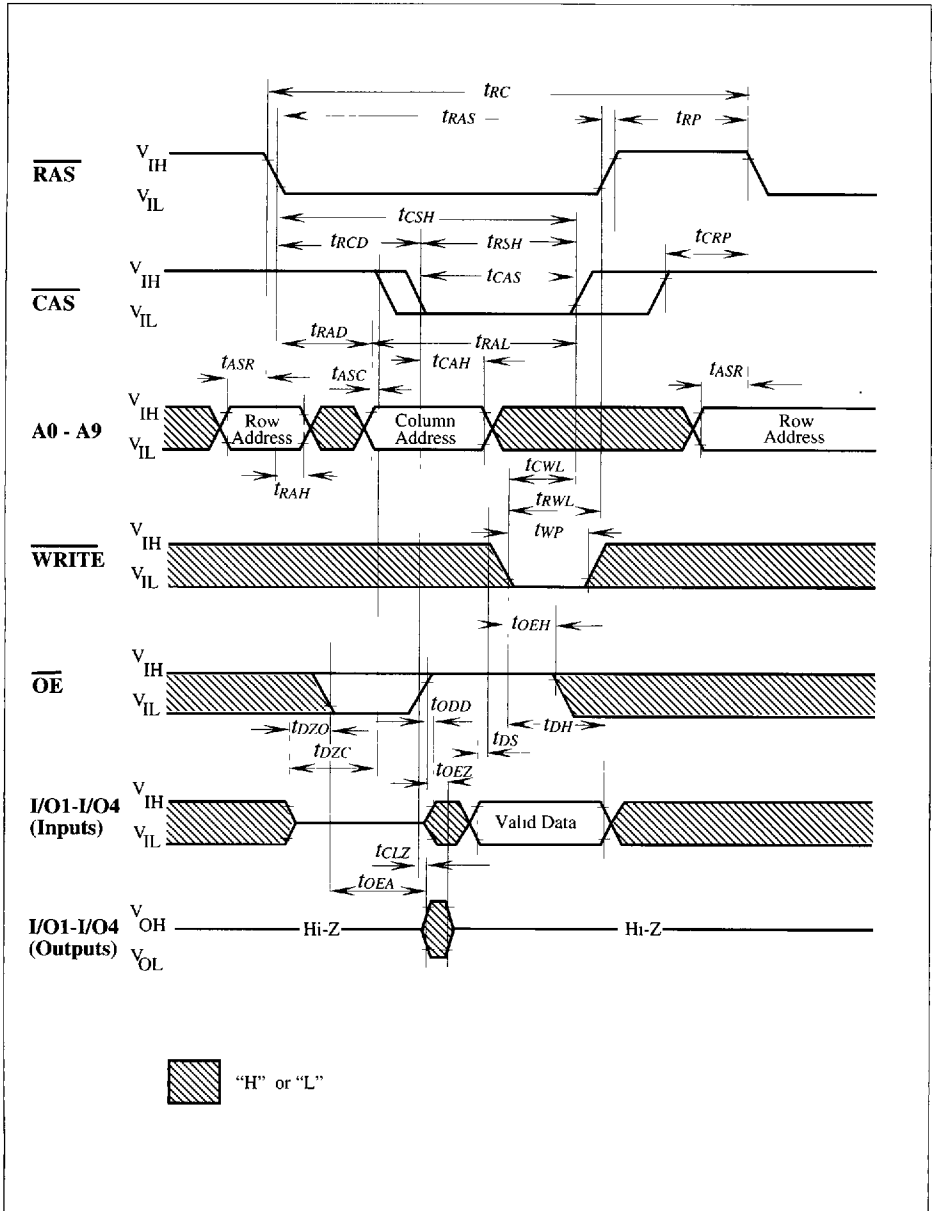 tRC
tRAS
tRP
RAS
VIH
VIL
tCSH
tRCD
tRSH
tCRP
CAS
VIH
VIL
tCAS
tRAD
tRAL
tASR
tASC
tCAH
tASR
A0 - A9
VIH
VIL
Row Address
Column Address
Row Address
tRAH
tCWL
tRWL
tWP
WRITE
VIH
VIL
tOEH
OE
VIH
VIL
tODD
tDZO
tDS
tDH
tDZC
tOEZ
I/O1-I/O4
(Inputs)
VIH
VIL
Valid Data
tCLZ
tOEA
I/O1-I/O4
(Outputs)
VOH
VOL
Hi-Z
Hi-Z
"H" or "L"